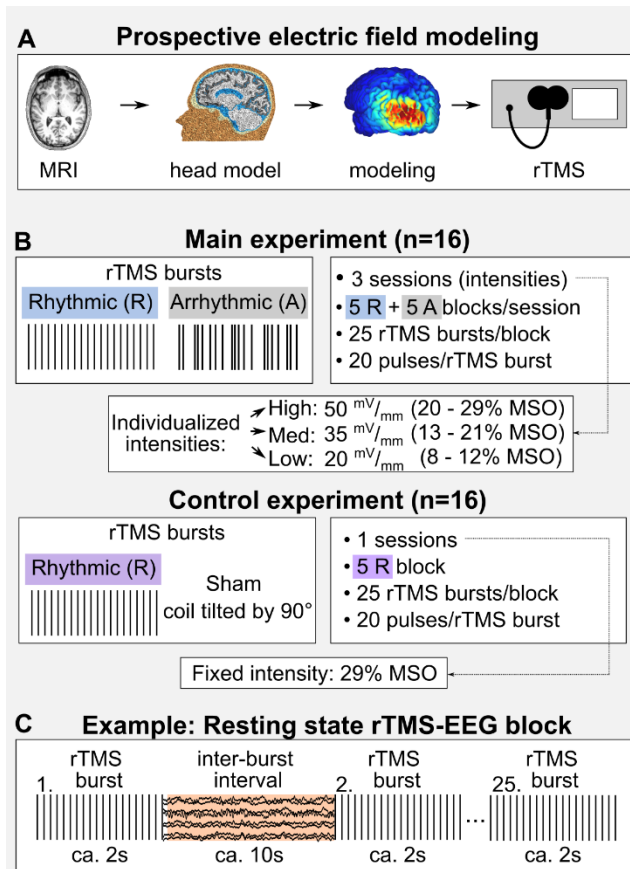 A Prospective electric field modeling
MRI head model modeling rTMS
B Main experiment (n=16)
rTMS bursts
Rhythmic (R) Arrhythmic (A)
• 3 sessions (intensities)
• 5 R + 5 A blocks/session
• 25 rTMS bursts/block
• 20 pulses/rTMS burst
Individualized
intensities:
High: 50 mV/mm (20 - 29% MSO)
Med: 35 mV/mm (13 - 21% MSO)
Low: 20 mV/mm (8 - 12% MSO)
Control experiment (n=16)
rTMS bursts
Rhythmic (R)
Sham
coil tilted by 90°
• 1 sessions
• 5 R block
• 25 rTMS bursts/block
• 20 pulses/rTMS burst
Fixed intensity: 29% MSO
C Example: Resting state rTMS-EEG block
rTMS
burst
inter-burst
interval
rTMS
burst
rTMS
burst
1. 2. ... 25.
ca. 2s ca. 10s ca. 2s ca. 2s